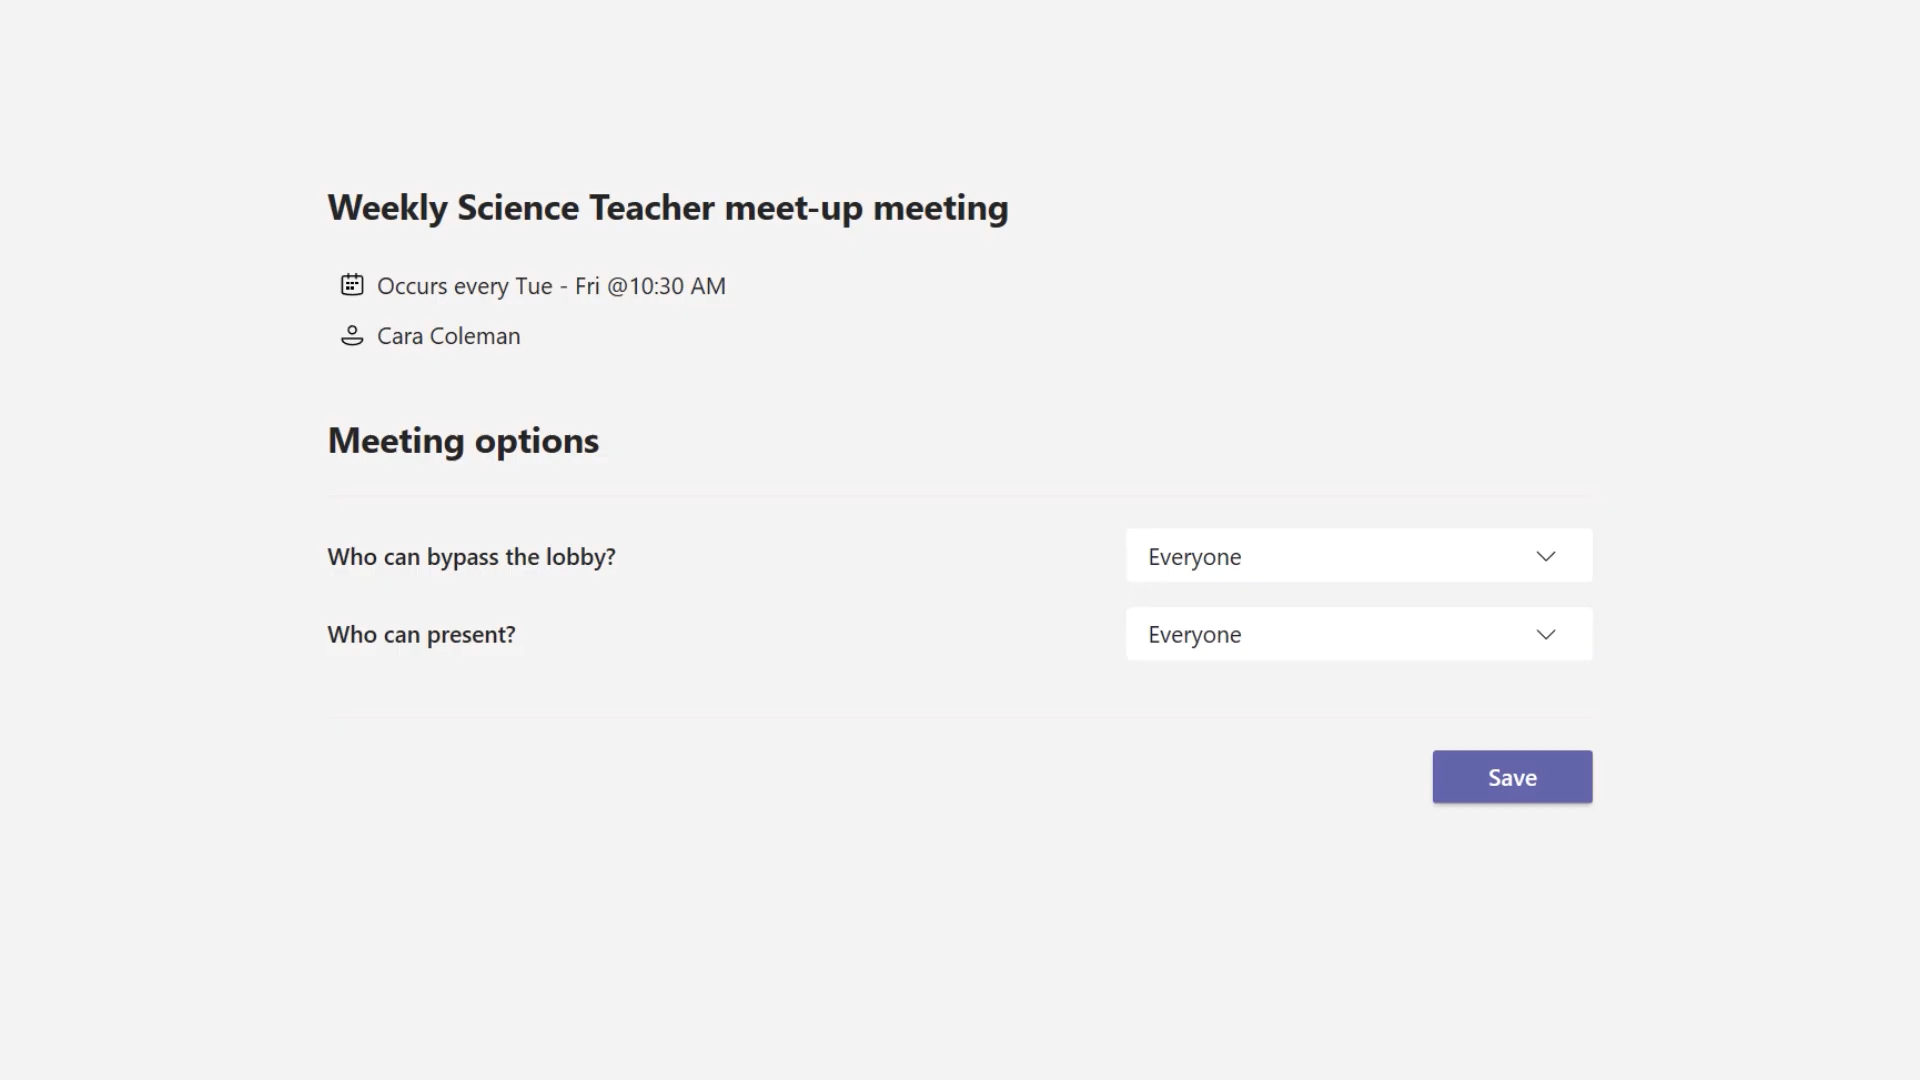 Weekly Science Teacher meet-up meeting
Occurs every Tue - Fri @10:30 AM
Cara Coleman
Meeting options
Who can bypass the lobby? Everyone
Who can present? Everyone
Save